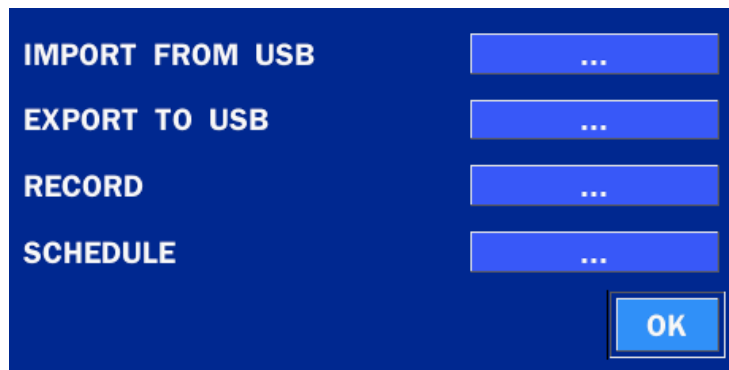 IMPORT FROM USB ...
EXPORT TO USB ...
RECORD ...
SCHEDULE ...
OK